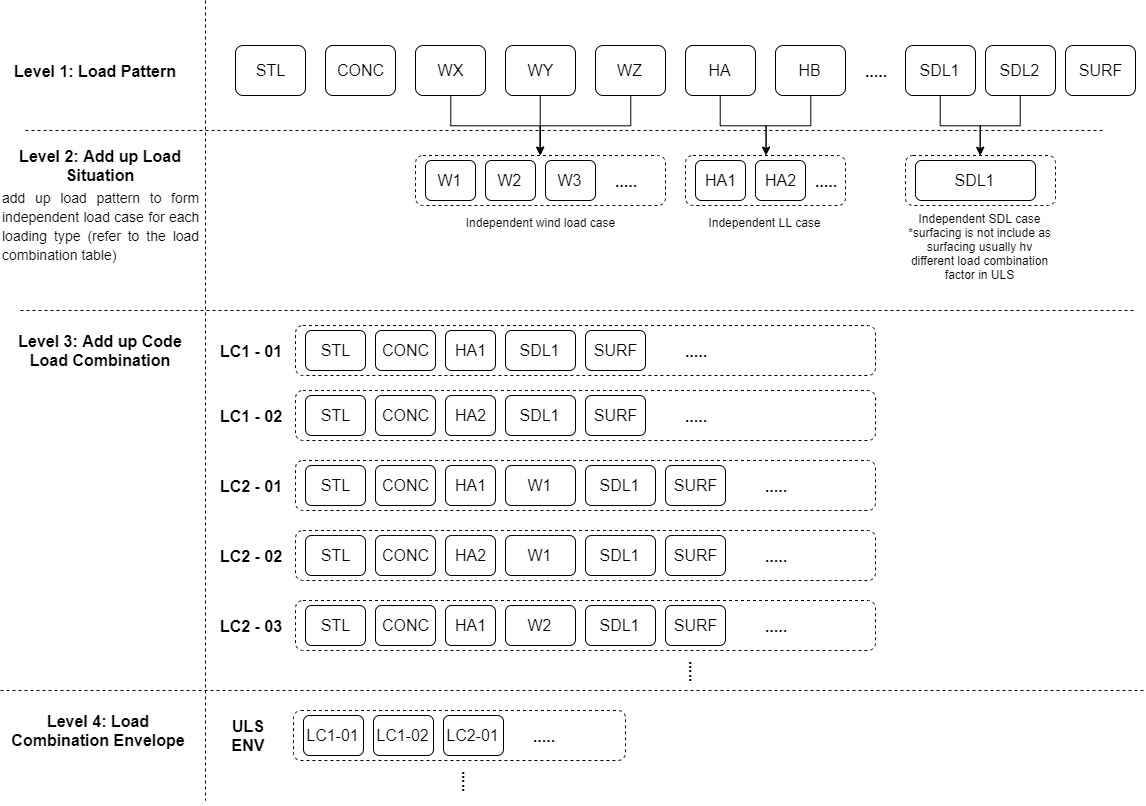 Level 1: Load Pattern
STL
CONC
WX
WY
WZ
HA
HB
.....
SDL1
SDL2
SURF
Level 2: Add up Load
Situation
add up load pattern to form
independent load case for each
loading type (refer to the load
combination table)
W1
W2
W3
.....
Independent wind load case
HA1
HA2
.....
Independent LL case
SDL1
Independent SDL case
*surfacing is not include as
surfacing usually hv
different load combination
factor in ULS
Level 3: Add up Code
Load Combination
LC1 - 01
STL
CONC
HA1
SDL1
SURF
.....
LC1 - 02
STL
CONC
HA2
SDL1
SURF
.....
LC2 - 01
STL
CONC
HA1
W1
SDL1
SURF
.....
LC2 - 02
STL
CONC
HA2
W1
SDL1
SURF
.....
LC2 - 03
STL
CONC
HA1
W2
SDL1
SURF
.....
.....
Level 4: Load
Combination Envelope
ULS
ENV
LC1-01
LC1-02
LC2-01
.....
.....